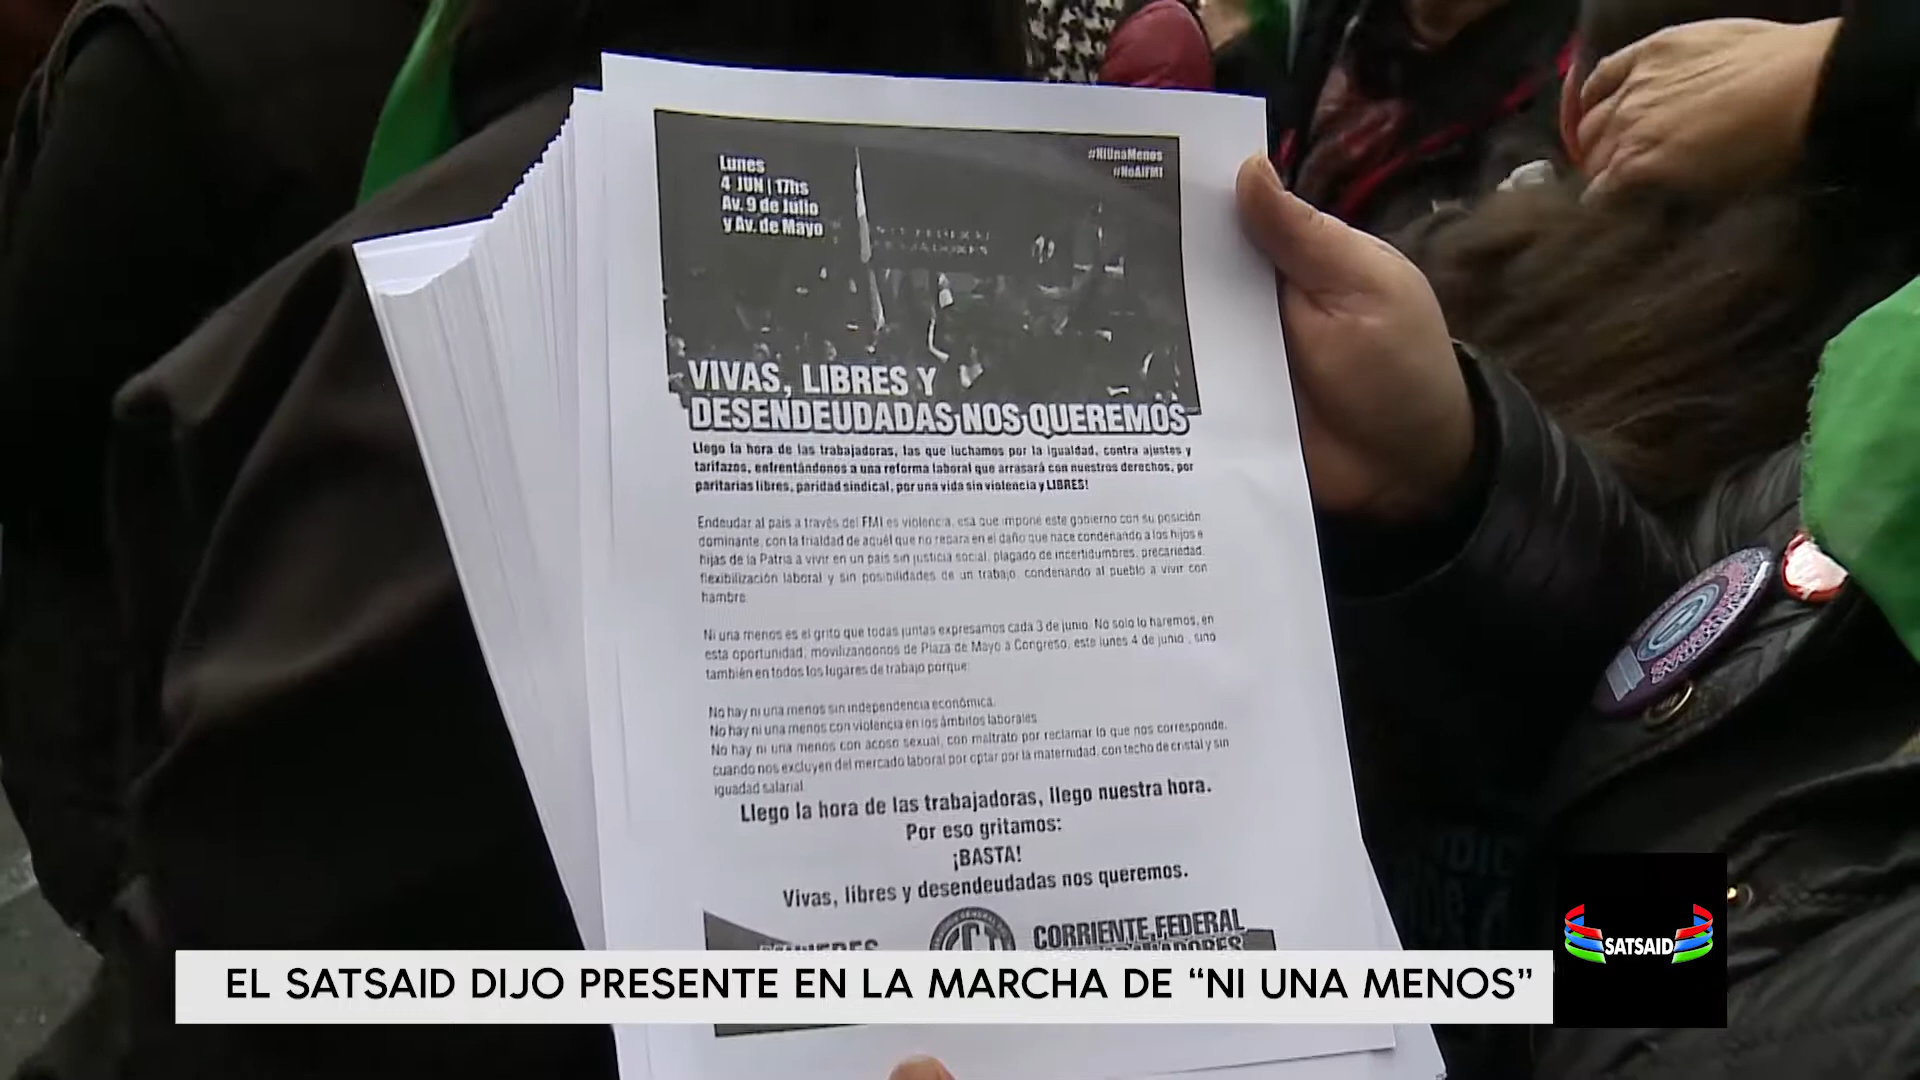 Lunes
4 JUN | 17hs
Av. 9 de Julio
y Av. de Mayo
#NiUnaMenos
#NoAlFMI
VIVAS, LIBRES Y
DESENDEUDADAS NOS QUEREMOS
Llego la hora de las trabajadoras, las que luchamos por la igualdad, contra ajustes y
tarifazos, enfrentándonos a una reforma laboral que arrasará con nuestros derechos, por
paritarias libres, paridad sindical, por una vida sin violencia y LIBRES!
Endeudar al país a través del FMI es violencia, esa que impone este gobierno con su posición
dominante, con la frialdad de aquél que no repara en el daño que hace condenando a los hijos e
hijas de la Patria a vivir en un país sin justicia social, plagado de incertidumbres, precariedad,
flexibilización laboral y sin posibilidades de un trabajo, condenando al pueblo a vivir con
hambre.
Ni una menos es el grito que todas juntas expresamos cada 3 de junio. No solo lo haremos, en
esta oportunidad, movilizándonos de Plaza de Mayo a Congreso, este lunes 4 de junio , sino
también en todos los lugares de trabajo porque:
No hay ni una menos sin independencia económica.
No hay ni una menos con violencia en los ámbitos laborales
No hay ni una menos con acoso sexual, con maltrato por reclamar lo que nos corresponde,
cuando nos excluyen del mercado laboral por optar por la maternidad, con techo de cristal y sin
iguadad salarial.
Llego la hora de las trabajadoras, llego nuestra hora.
Por eso gritamos:
¡BASTA!
Vivas, libres y desendeudadas nos queremos.
CORRIENTE FEDERAL
SATSAID
EL SATSAID DIJO PRESENTE EN LA MARCHA DE “NI UNA MENOS”